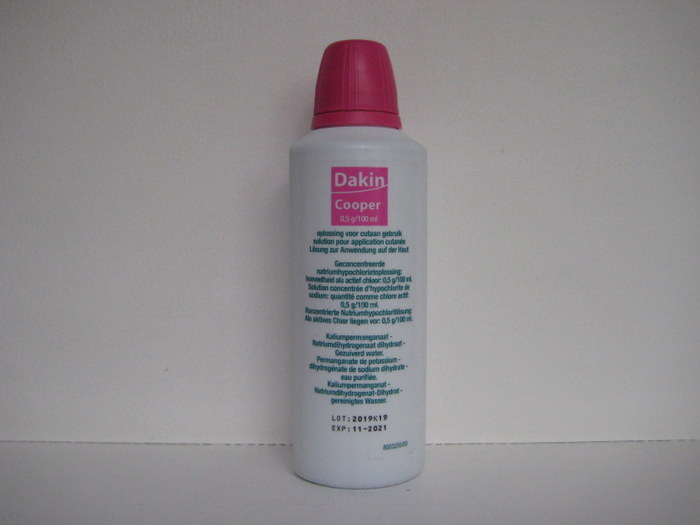 Dakin
Cooper
0,5 g/100 ml
oplossing voor cutaan gebruik
solution pour application cutanée
Lösung zur Anwendung auf der Haut
Geconcentreerde
natriumhypochlorietoplossing:
hoeveelheid als actief chloor: 0,5 g/100 ml.
Solution concentrée d'hypochlorite de
sodium: quantité comme chlore actif:
0,5 g/100 ml.
Konzentrierte Natriumhypochloritlösung:
Als aktives Chlor liegen vor: 0,5 g/100 ml.
Kaliumpermanganaat -
Natriumdihydrogenaat dihydraat -
Gezuiverd water.
Permanganate de potassium -
dihydrogénate de sodium dihydrate -
eau purifiée.
Kaliumpermanganat -
Natriumdihydrogenat-Dihydrat -
gereinigtes Wasser.
LOT:2019K19
EXP:11-2021